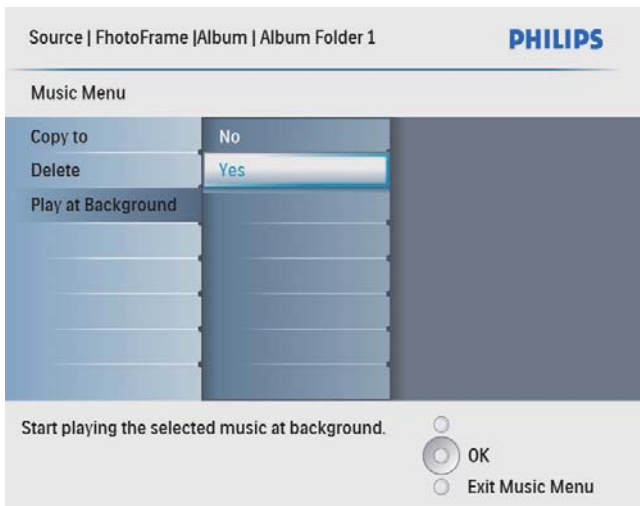 Source | FhotoFrame |Album | Album Folder 1
PHILIPS
Music Menu
Copy to
No
Delete
Yes
Play at Background
Start playing the selected music at background.
OK
Exit Music Menu